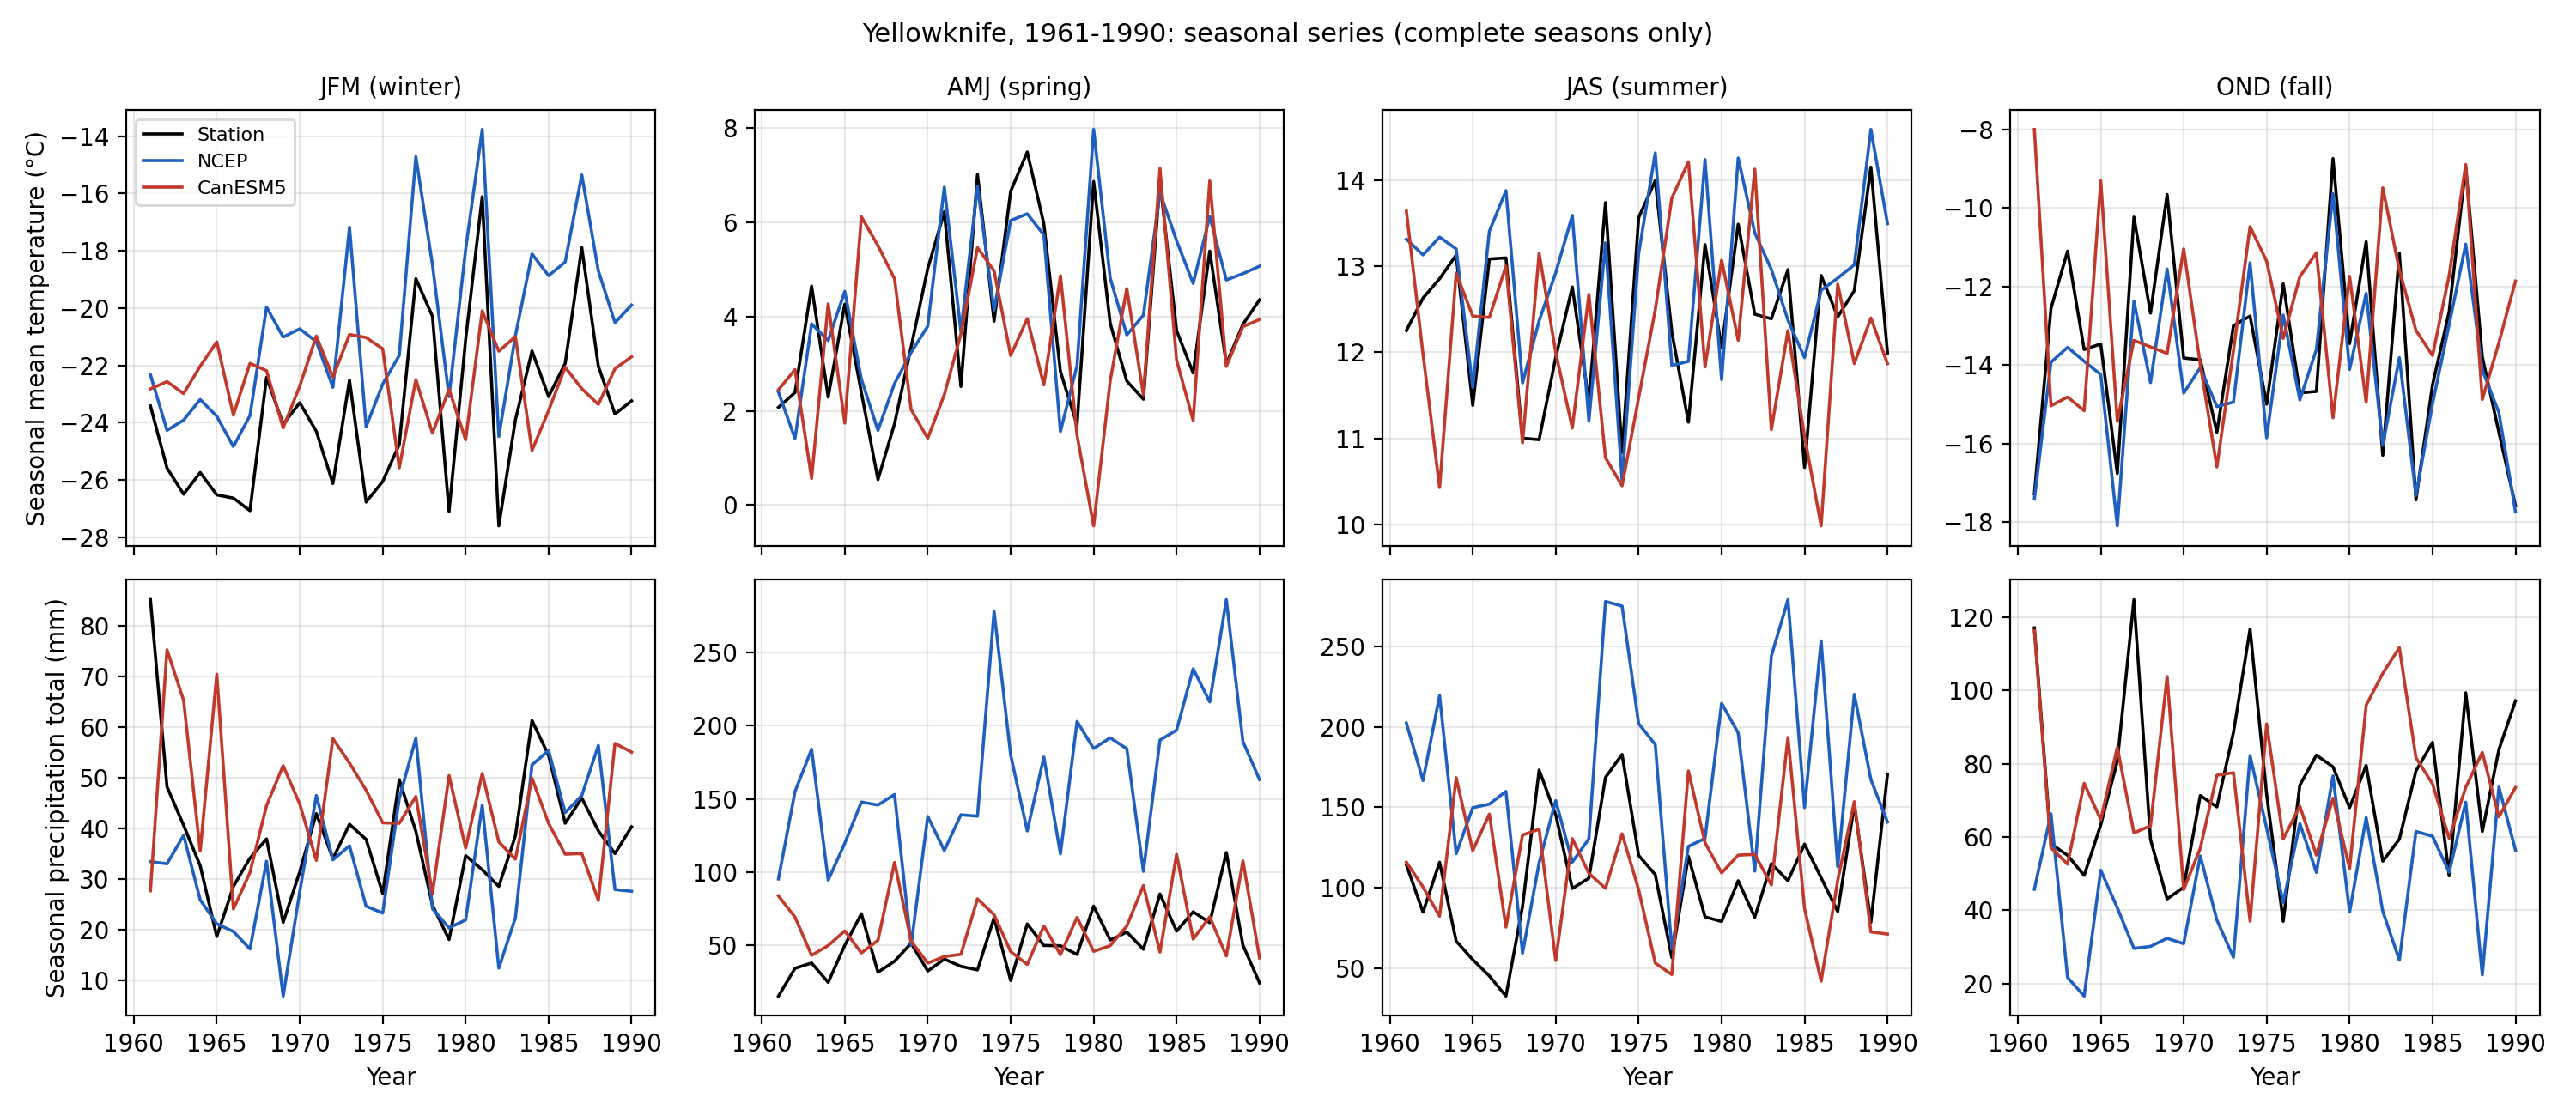 Yellowknife, 1961-1990: seasonal series (complete seasons only)
JFM (winter)
AMJ (spring)
JAS (summer)
OND (fall)
Seasonal mean temperature (°C)
−14
−16
−18
−20
−22
−24
−26
−28
Station
NCEP
CanESM5
8
6
4
2
0
14
13
12
11
10
−8
−10
−12
−14
−16
−18
Seasonal precipitation total (mm)
80
70
60
50
40
30
20
10
1960 1965 1970 1975 1980 1985 1990
Year
250
200
150
100
50
1960 1965 1970 1975 1980 1985 1990
Year
250
200
150
100
50
1960 1965 1970 1975 1980 1985 1990
Year
120
100
80
60
40
20
1960 1965 1970 1975 1980 1985 1990
Year